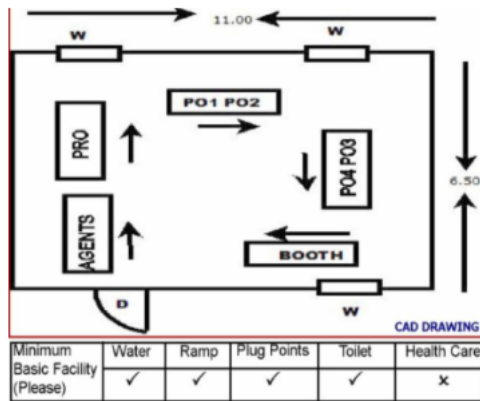 11.00
W
W
PO1 PO2
PRO
PO4 PO3
6.50
AGENTS
BOOTH
D
W
CAD DRAWING
Minimum Basic Facility (Please)
Water
Ramp
Plug Points
Toilet
Health Care
✓
✓
✓
✓
x